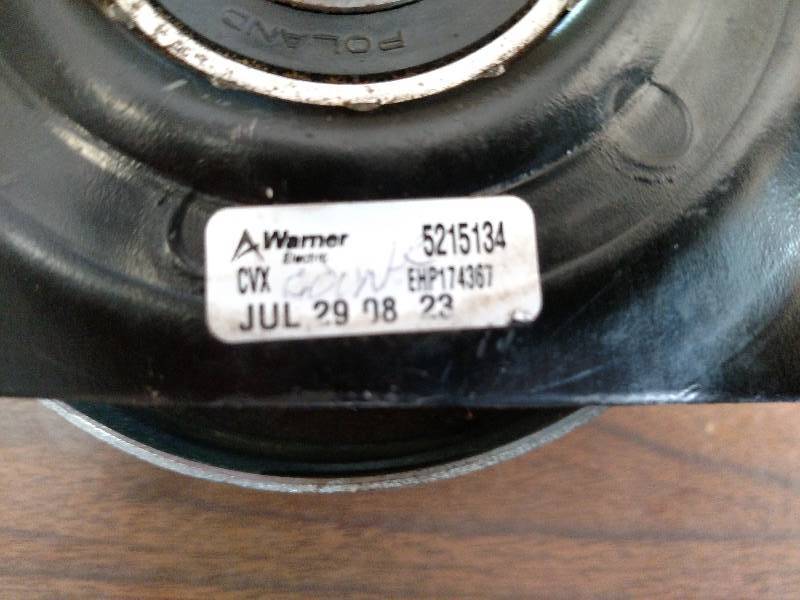 POLAND
Warner 5215134
Electric
CVX EHP174367
JUL 29 08 23